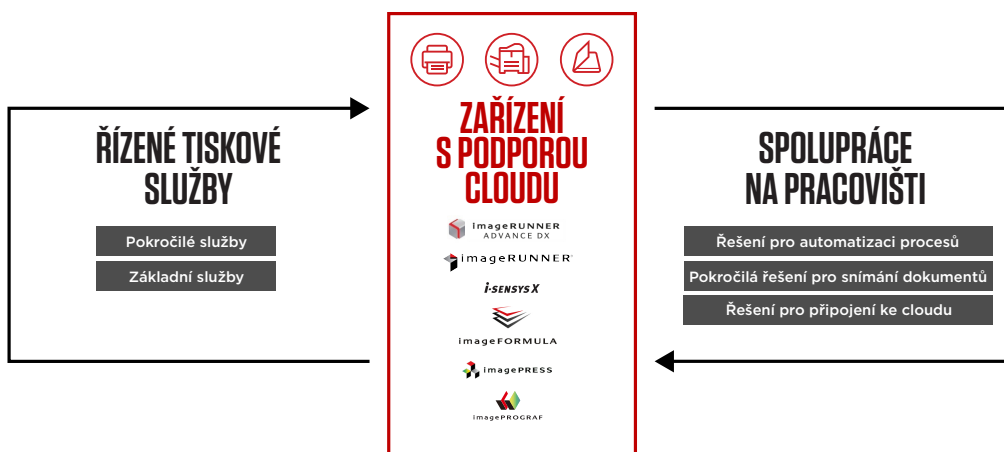 ŘÍZENÉ TISKOVÉ
SLUŽBY
Pokročilé služby
Základní služby
ZAŘÍZENÍ
S PODPOROU
CLOUDU
imageRUNNER
ADVANCE DX
imageRUNNER
i-SENSYS X
imageFORMULA
imagePRESS
imagePROGRAF
SPOLUPRÁCE
NA PRACOVIŠTI
Řešení pro automatizaci procesů
Pokročilá řešení pro snímání dokumentů
Řešení pro připojení ke cloudu